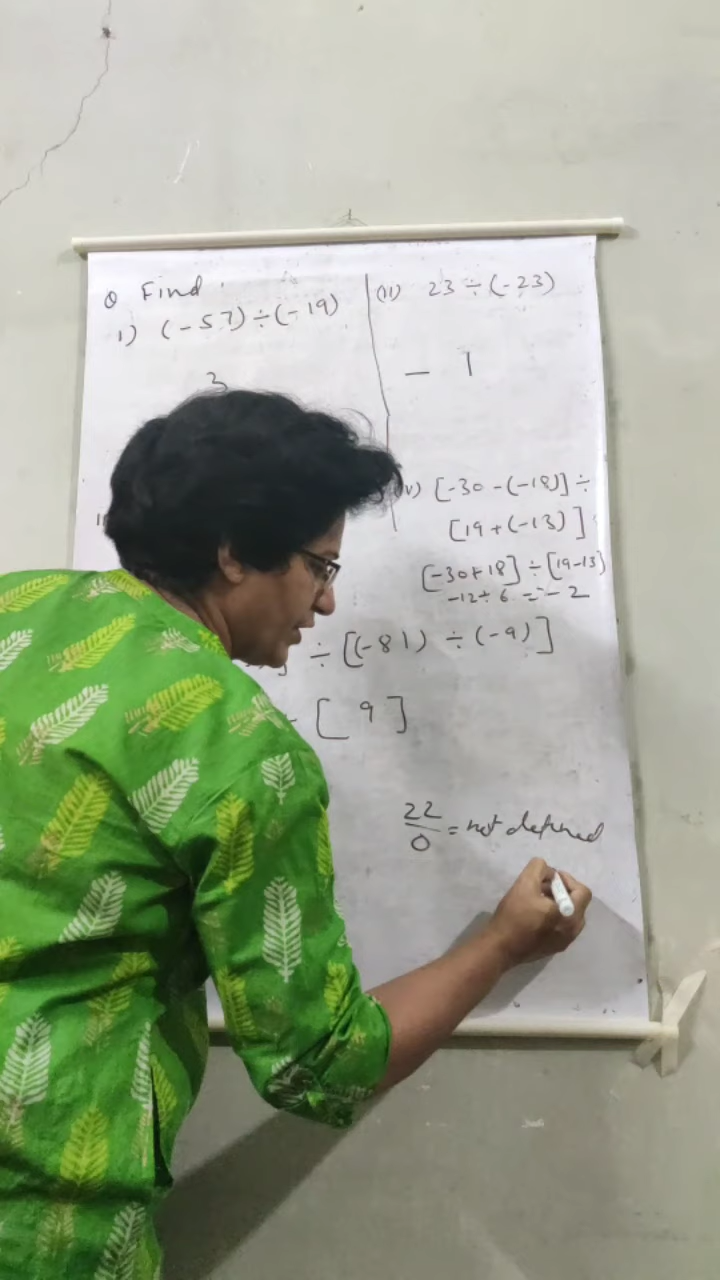 Q Find
i) (-57)÷(-19)
3
(ii) 23÷(-23)
- 1
v) [-30-(-18)]÷
[19+(-13)]
[-30+18]÷[19-13]
-12÷6 = -2
÷[(-81) ÷(-9)]
[ 9 ]
22/0 = not defined